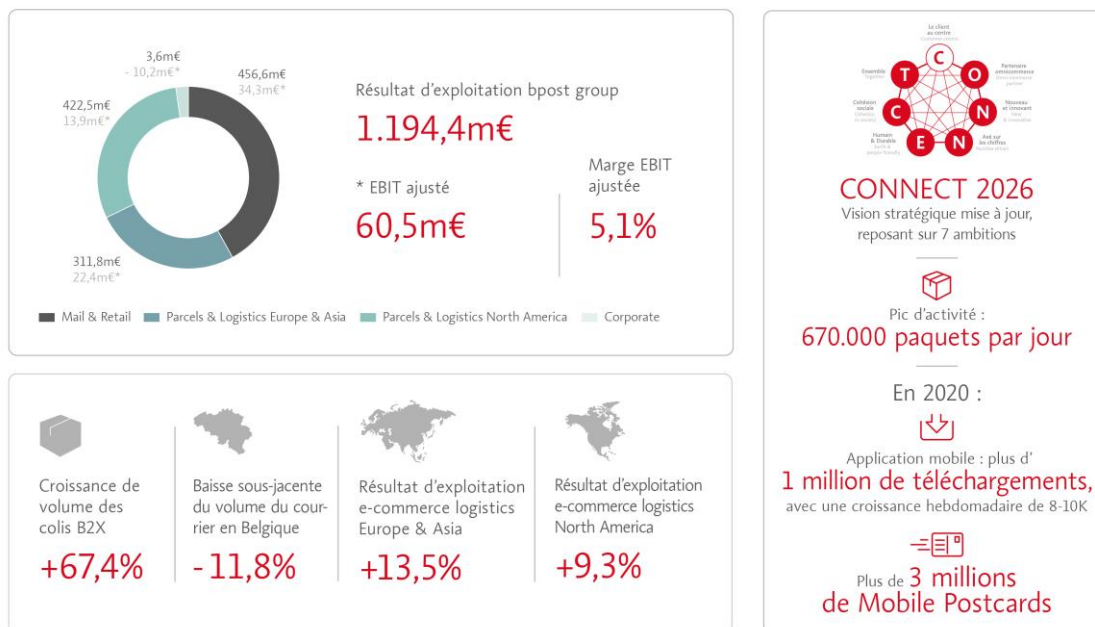 3,6m€
- 10,2m€*
456,6m€
34,3m€*
422,5m€
13,9m€*
311,8m€
22,4m€*
Résultat d'exploitation bpost group
1.194,4m€
* EBIT ajusté
60,5m€
Marge EBIT
ajustée
5,1%
Mail & Retail
Parcels & Logistics Europe & Asia
Parcels & Logistics North America
Corporate
Croissance de
volume des
colis B2X
+67,4%
Baisse sous-jacente
du volume du cour-
rier en Belgique
-11,8%
Résultat d'exploitation
e-commerce logistics
Europe & Asia
+13,5%
Résultat d'exploitation
e-commerce logistics
North America
+9,3%
Le client
au centre
C
Partenaire
omnicommerce
O
Nouveau
et innovant
N
Axé sur
les chiffres
N
Humain
& Durable
E
Cohésion
sociale
C
Ensemble
Together
T
CONNECT 2026
Vision stratégique mise à jour,
reposant sur 7 ambitions
Pic d'activité :
670.000 paquets par jour
En 2020 :
Application mobile : plus d'
1 million de téléchargements,
avec une croissance hebdomadaire de 8-10K
Plus de 3 millions
de Mobile Postcards